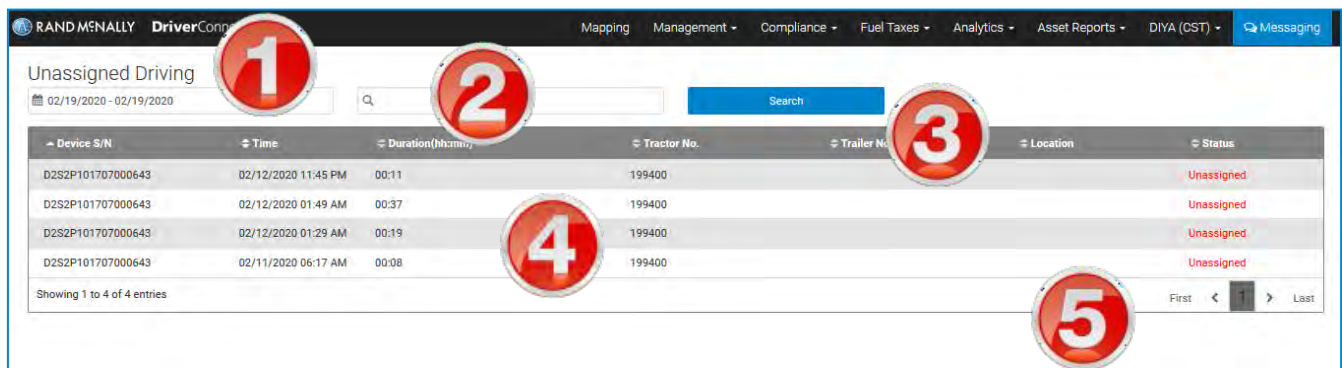 RAND MCNALLY DriverConn Mapping Management Compliance Fuel Taxes Analytics Asset Reports DIYA (CST) Messaging
1
Unassigned Driving
2
02/19/2020 - 02/19/2020 Search
3
Device S/N Time Duration(hh:mm) Tractor No. Trailer No Location Status
D2S2P101707000643 02/12/2020 11:45 PM 00:11 199400 Unassigned
D2S2P101707000643 02/12/2020 01:49 AM 00:37 199400 Unassigned
4
D2S2P101707000643 02/12/2020 01:29 AM 00:19 199400 Unassigned
D2S2P101707000643 02/11/2020 06:17 AM 00:08 199400 Unassigned
Showing 1 to 4 of 4 entries First < 1 > Last
5